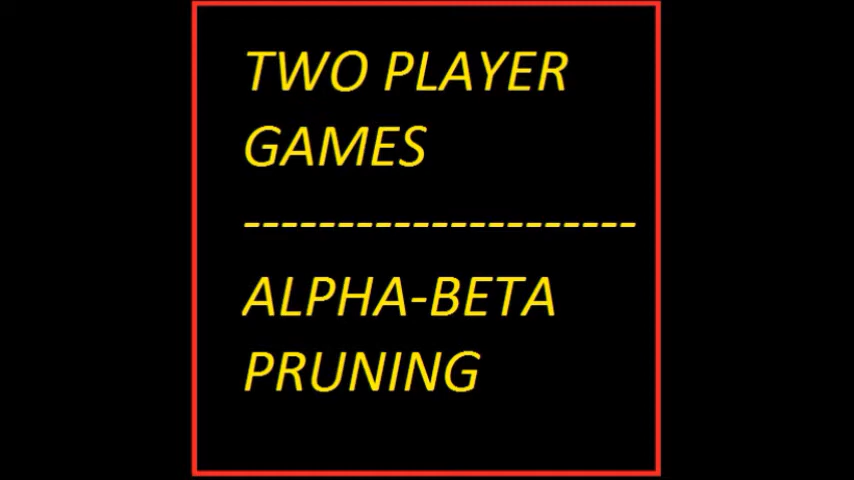 TWO PLAYER
GAMES
---------------------
ALPHA-BETA
PRUNING